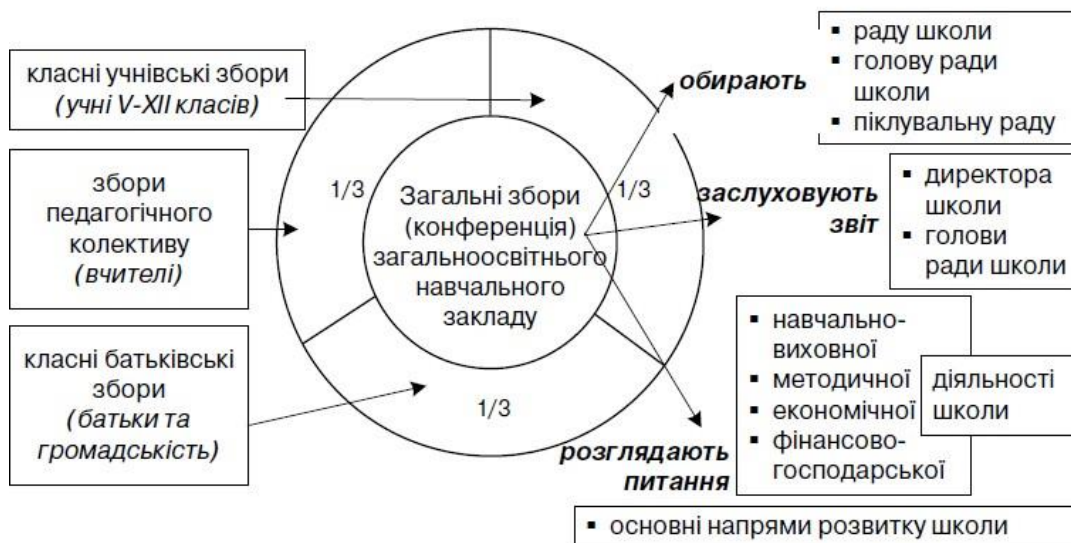 класні учнівські збори
(учні V-XII класів)
збори
педагогічного
колективу
(вчителі)
класні батьківські
збори
(батьки та
громадськість)
1/3
1/3
1/3
Загальні збори
(конференція)
загальноосвітнього
навчального
закладу
обирають
▪ раду школи
▪ голову ради
школи
▪ піклувальну раду
заслуховують
звіт
▪ директора
школи
▪ голови
ради школи
розглядають
питання
▪ навчально-
виховної
▪ методичної
▪ економічної
▪ фінансово-
господарської
діяльності
школи
▪ основні напрями розвитку школи